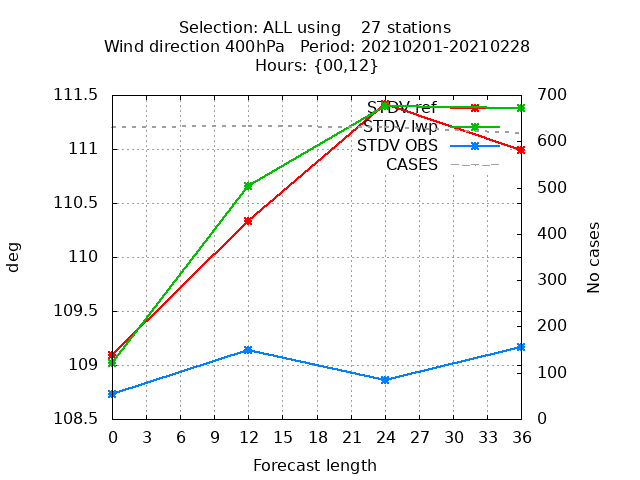 Selection: ALL using    27 stations
Wind direction 400hPa   Period: 20210201-20210228
Hours: {00,12}
111.5
111
110.5
110
109.5
109
108.5
deg
700
600
500
400
300
200
100
0
No cases
STDV ref
STDV lwp
STDV OBS
CASES
0 3 6 9 12 15 18 21 24 27 30 33 36
Forecast length